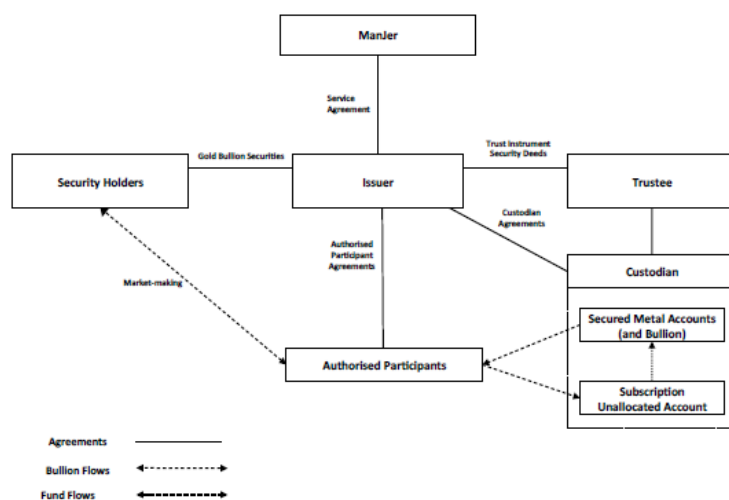 ManJer
Service
Agreement
Gold Bullion Securities
Trust Instrument
Security Deeds
Security Holders
Issuer
Trustee
Custodian
Agreements
Authorised
Participant
Agreements
Custodian
Market-making
Secured Metal Accounts
(and Bullion)
Authorised Participants
Subscription
Unallocated Account
Agreements
Bullion Flows
Fund Flows